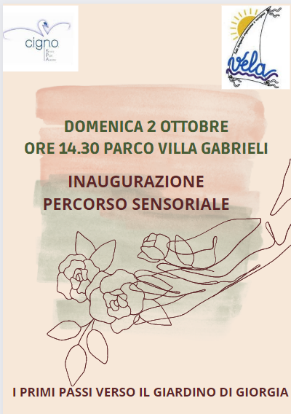 cigno
Vela
DOMENICA 2 OTTOBRE
ORE 14.30 PARCO VILLA GABRIELI
INAUGURAZIONE
PERCORSO SENSORIALE
I PRIMI PASSI VERSO IL GIARDINO DI GIORGIA